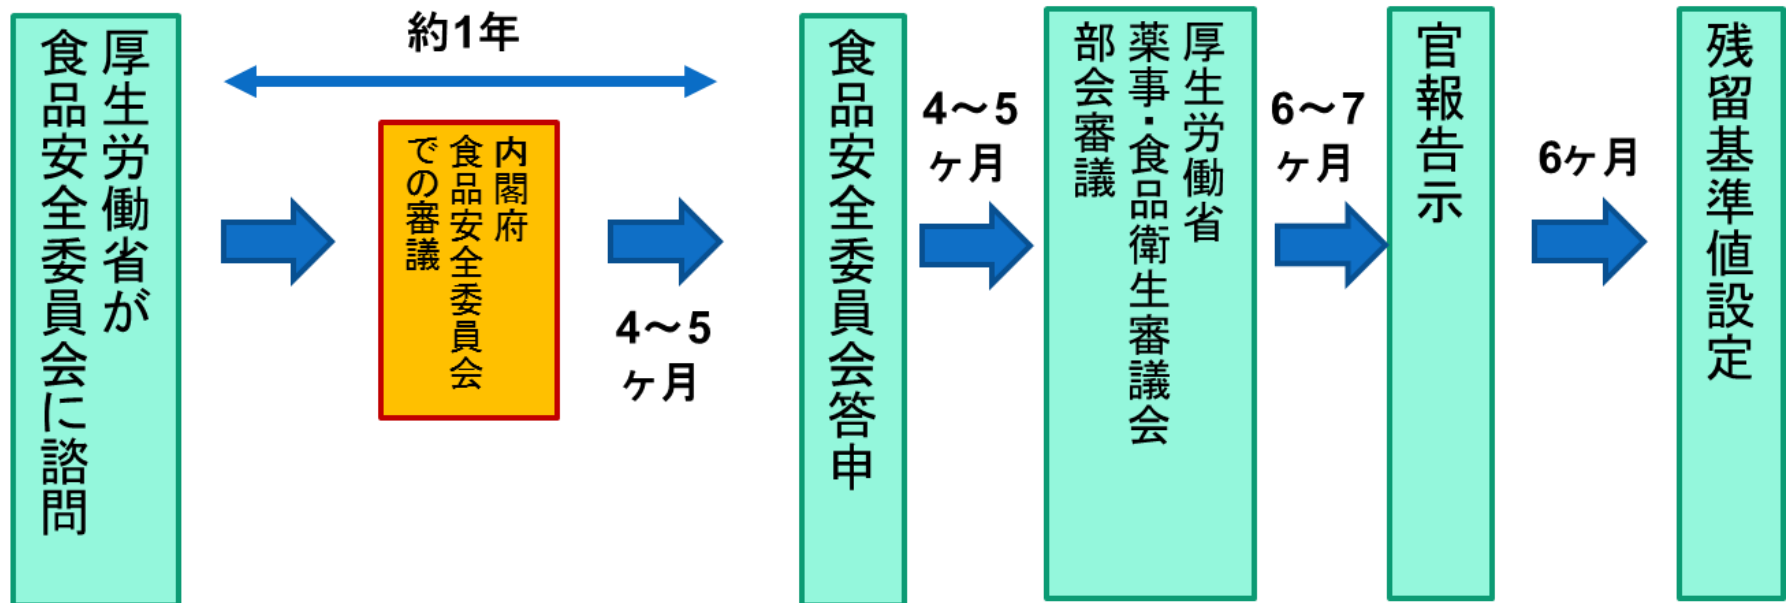 厚生労働省が
食品安全委員会に諮問
約1年
内閣府
食品安全委員会
での審議
4～5
ヶ月
食品安全委員会答申
4～5
ヶ月
厚生労働省
薬事・食品衛生審議会
部会審議
6～7
ヶ月
官報告示
6ヶ月
残留基準値設定